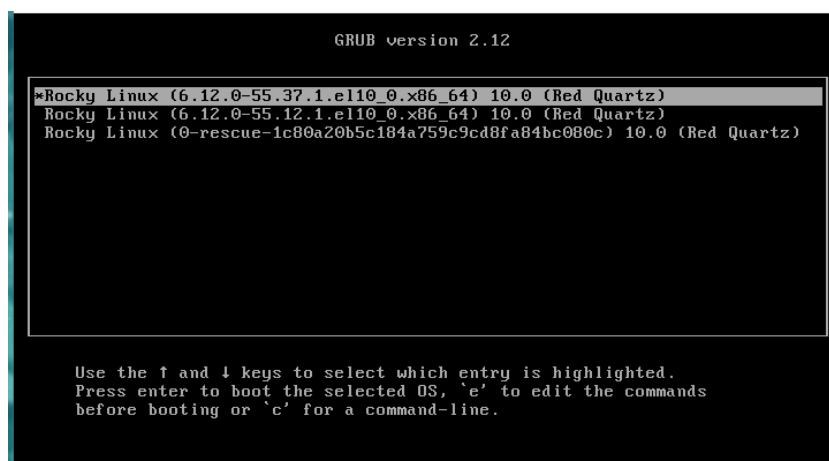 GRUB version 2.12
*Rocky Linux (6.12.0-55.37.1.el10_0.x86_64) 10.0 (Red Quartz)
Rocky Linux (6.12.0-55.12.1.el10_0.x86_64) 10.0 (Red Quartz)
Rocky Linux (0-rescue-1c80a20b5c184a759c9cd8fa84bc080c) 10.0 (Red Quartz)
Use the ↑ and ↓ keys to select which entry is highlighted.
Press enter to boot the selected OS, `e' to edit the commands
before booting or `c' for a command-line.